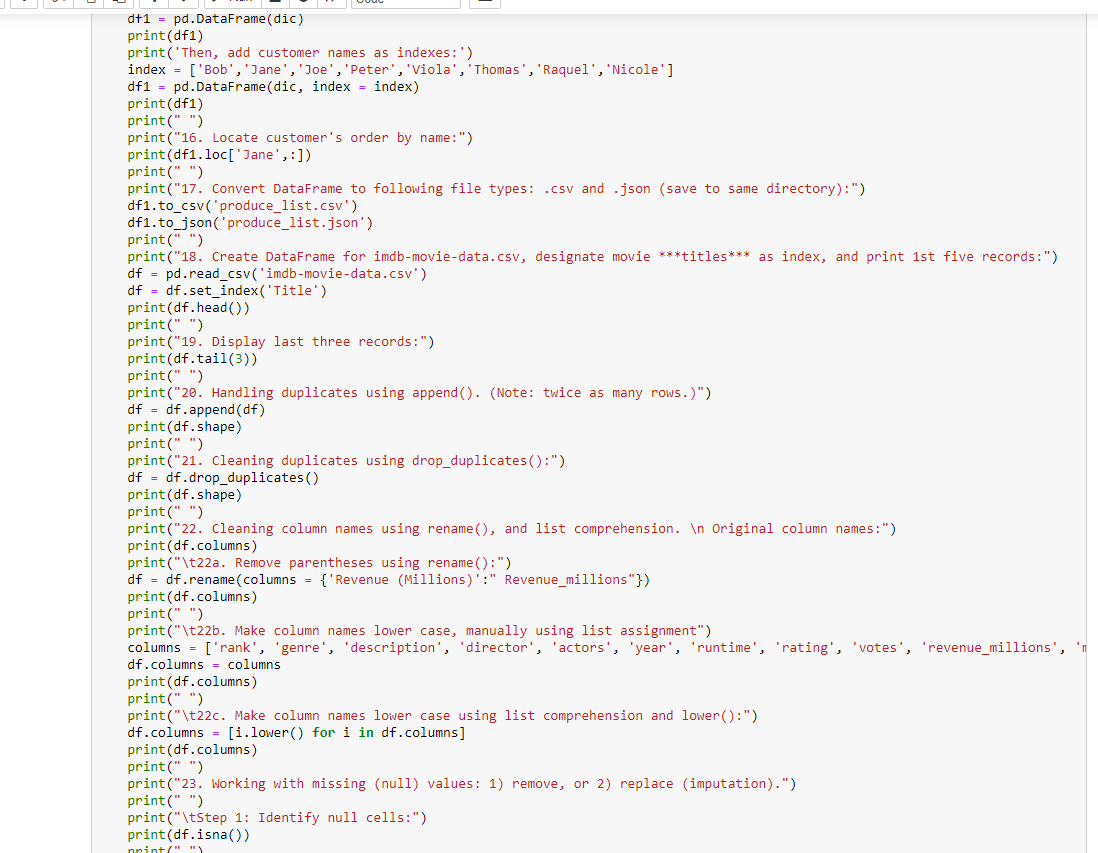 df1 = pd.DataFrame(dic)
print(df1)
print('Then, add customer names as indexes:')
index = ['Bob','Jane','Joe','Peter','Viola','Thomas','Raquel','Nicole']
df1 = pd.DataFrame(dic, index = index)
print(df1)
print(" ")
print("16. Locate customer's order by name:")
print(df1.loc['Jane',:])
print(" ")
print("17. Convert DataFrame to following file types: .csv and .json (save to same directory):")
df1.to_csv('produce_list.csv')
df1.to_json('produce_list.json')
print(" ")
print("18. Create DataFrame for imdb-movie-data.csv, designate movie ***titles*** as index, and print 1st five records:")
df = pd.read_csv('imdb-movie-data.csv')
df = df.set_index('Title')
print(df.head())
print(" ")
print("19. Display last three records:")
print(df.tail(3))
print(" ")
print("20. Handling duplicates using append(). (Note: twice as many rows.)")
df = df.append(df)
print(df.shape)
print(" ")
print("21. Cleaning duplicates using drop_duplicates():")
df = df.drop_duplicates()
print(df.shape)
print(" ")
print("22. Cleaning column names using rename(), and list comprehension. \n Original column names:")
print(df.columns)
print("\t22a. Remove parentheses using rename():")
df = df.rename(columns = {'Revenue (Millions)':" Revenue_millions"})
print(df.columns)
print(" ")
print("\t22b. Make column names lower case, manually using list assignment")
columns = ['rank', 'genre', 'description', 'director', 'actors', 'year', 'runtime', 'rating', 'votes', 'revenue_millions',
df.columns = columns
print(df.columns)
print(" ")
print("\t22c. Make column names lower case using list comprehension and lower():")
df.columns = [i.lower() for i in df.columns]
print(df.columns)
print(" ")
print("23. Working with missing (null) values: 1) remove, or 2) replace (imputation).")
print(" ")
print("\tStep 1: Identify null cells:")
print(df.isna())
print(" ")